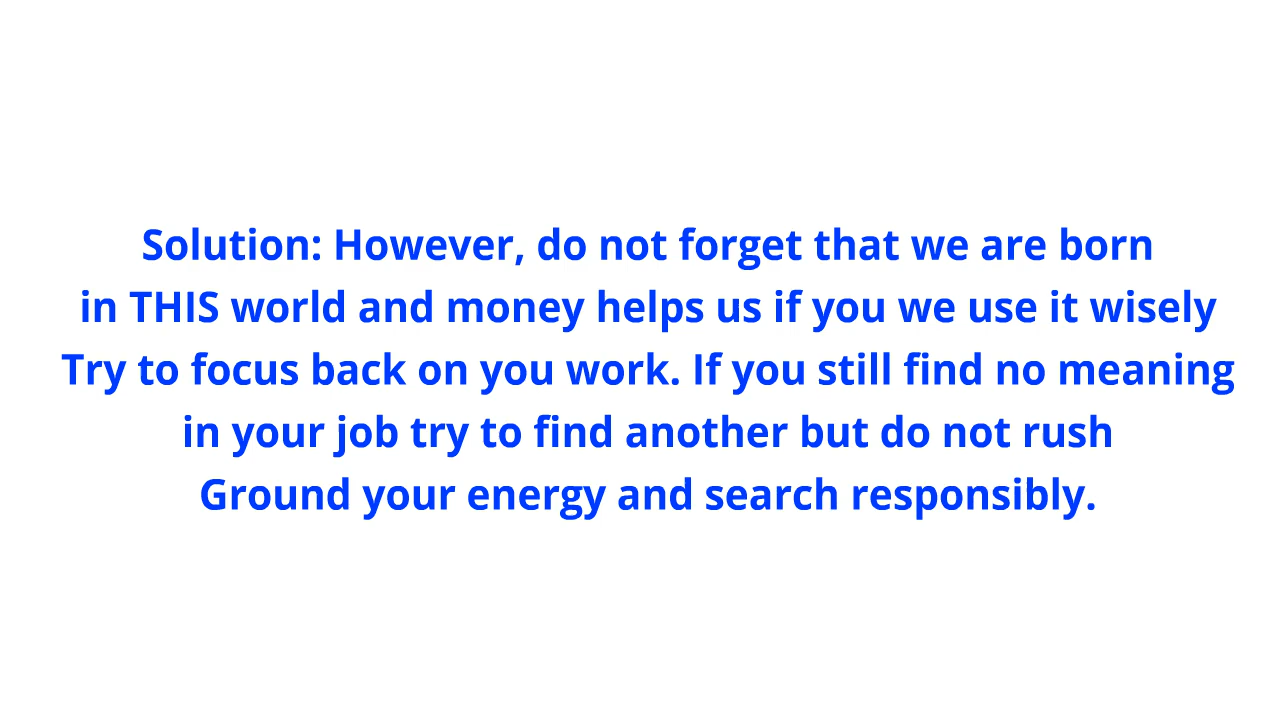 Solution: However, do not forget that we are born
in THIS world and money helps us if you we use it wisely
Try to focus back on you work. If you still find no meaning
in your job try to find another but do not rush
Ground your energy and search responsibly.